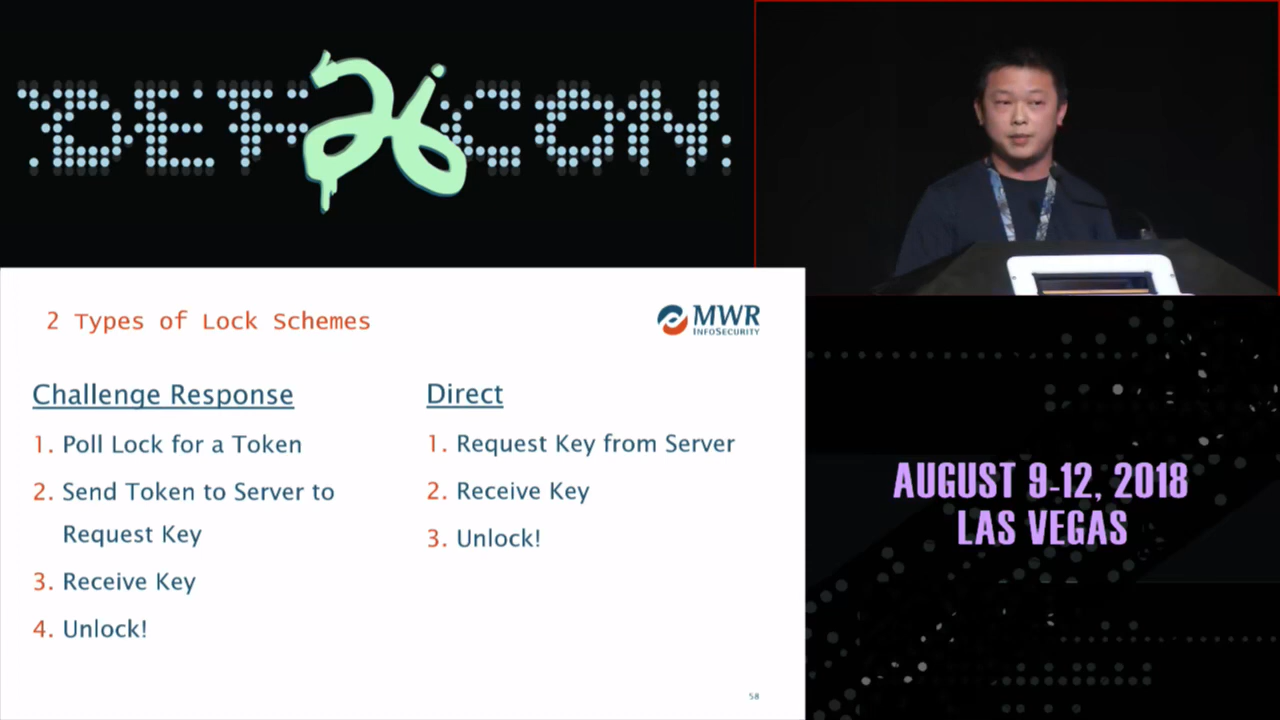 DEF 26 CON
2 Types of Lock Schemes
MWR
INFOSECURITY
Challenge Response
1. Poll Lock for a Token
2. Send Token to Server to
Request Key
3. Receive Key
4. Unlock!
Direct
1. Request Key from Server
2. Receive Key
3. Unlock!
58
AUGUST 9-12, 2018
LAS VEGAS